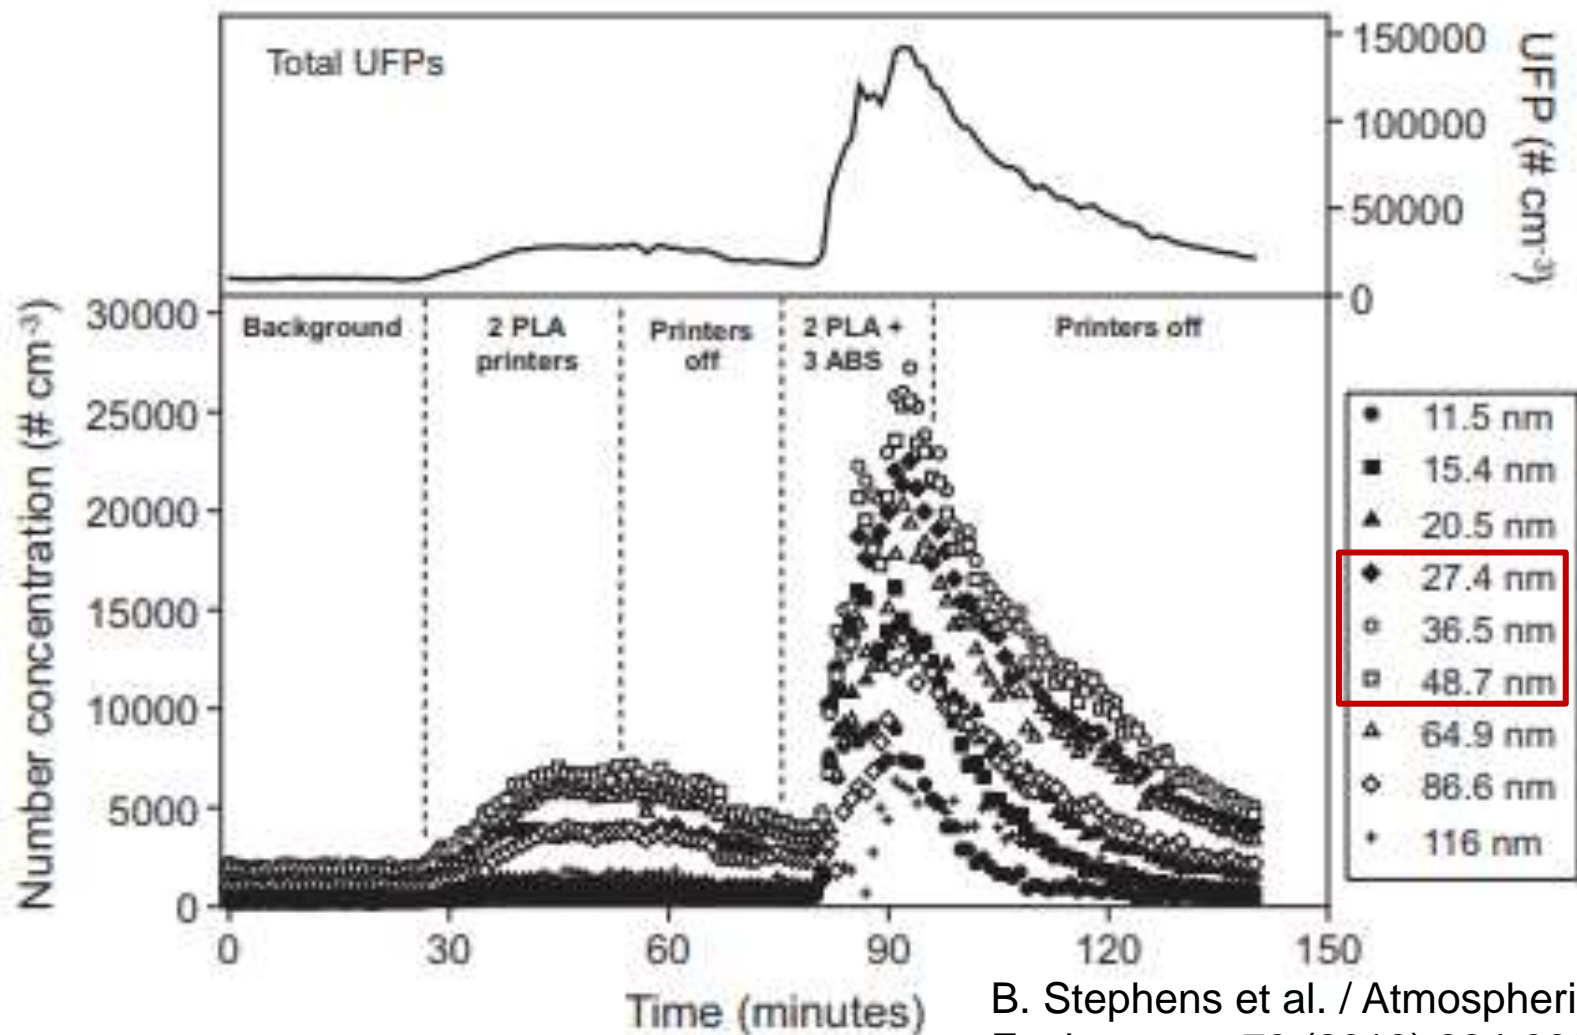 Total UFPs
150000
100000
50000
0
UFP (# cm-3)
30000
25000
20000
15000
10000
5000
0
Number concentration (# cm-3)
Background
2 PLA
printers
Printers
off
2 PLA +
3 ABS
Printers off
11.5 nm
15.4 nm
20.5 nm
27.4 nm
36.5 nm
48.7 nm
64.9 nm
86.6 nm
116 nm
0
30
60
90
120
150
Time (minutes)
B. Stephens et al. / Atmospheri